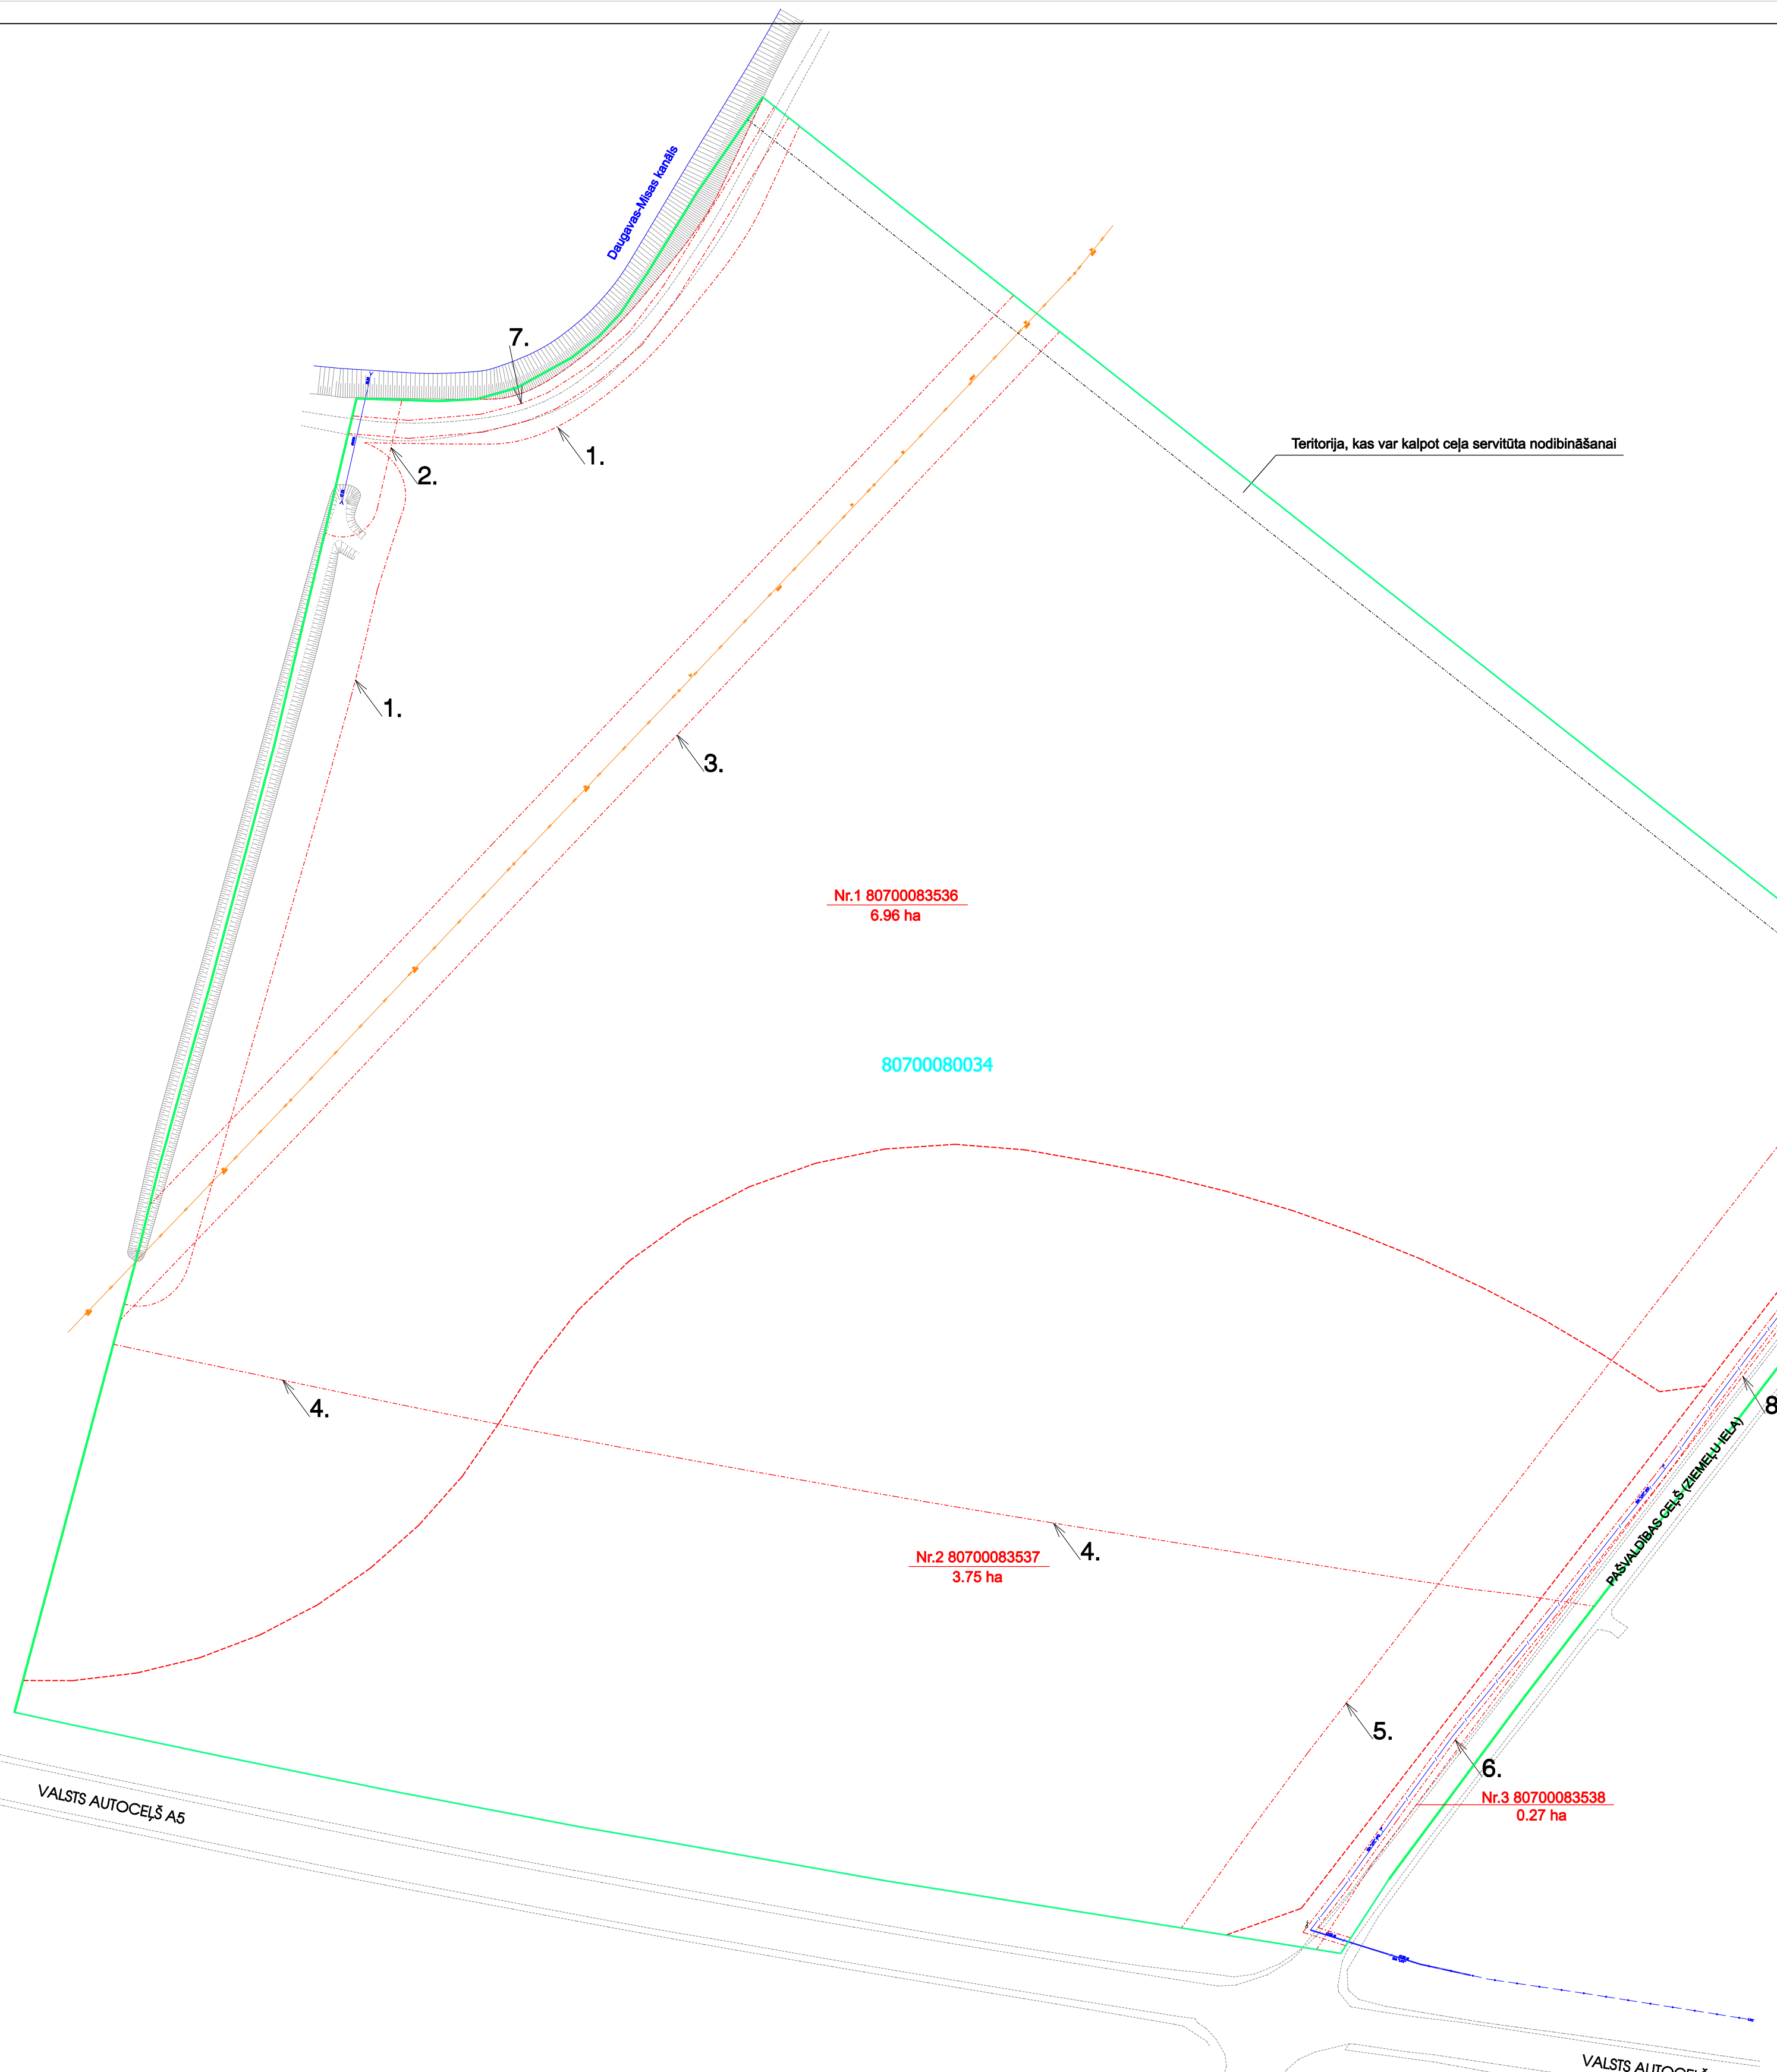 Daugavas-Misas kanāls
7.
1.
2.
Teritorija, kas var kalpot ceļa servitūta nodibināšanai
1.
3.
Nr.1 80700083536
6.96 ha
80700080034
4.
8
PAŠVALDĪBAS CEĻŠ (ZIEMEĻU IELA)
4.
Nr.2 80700083537
3.75 ha
5.
6.
Nr.3 80700083538
0.27 ha
VALSTS AUTOCEĻŠ A5
VALSTS AUTOCEĻŠ